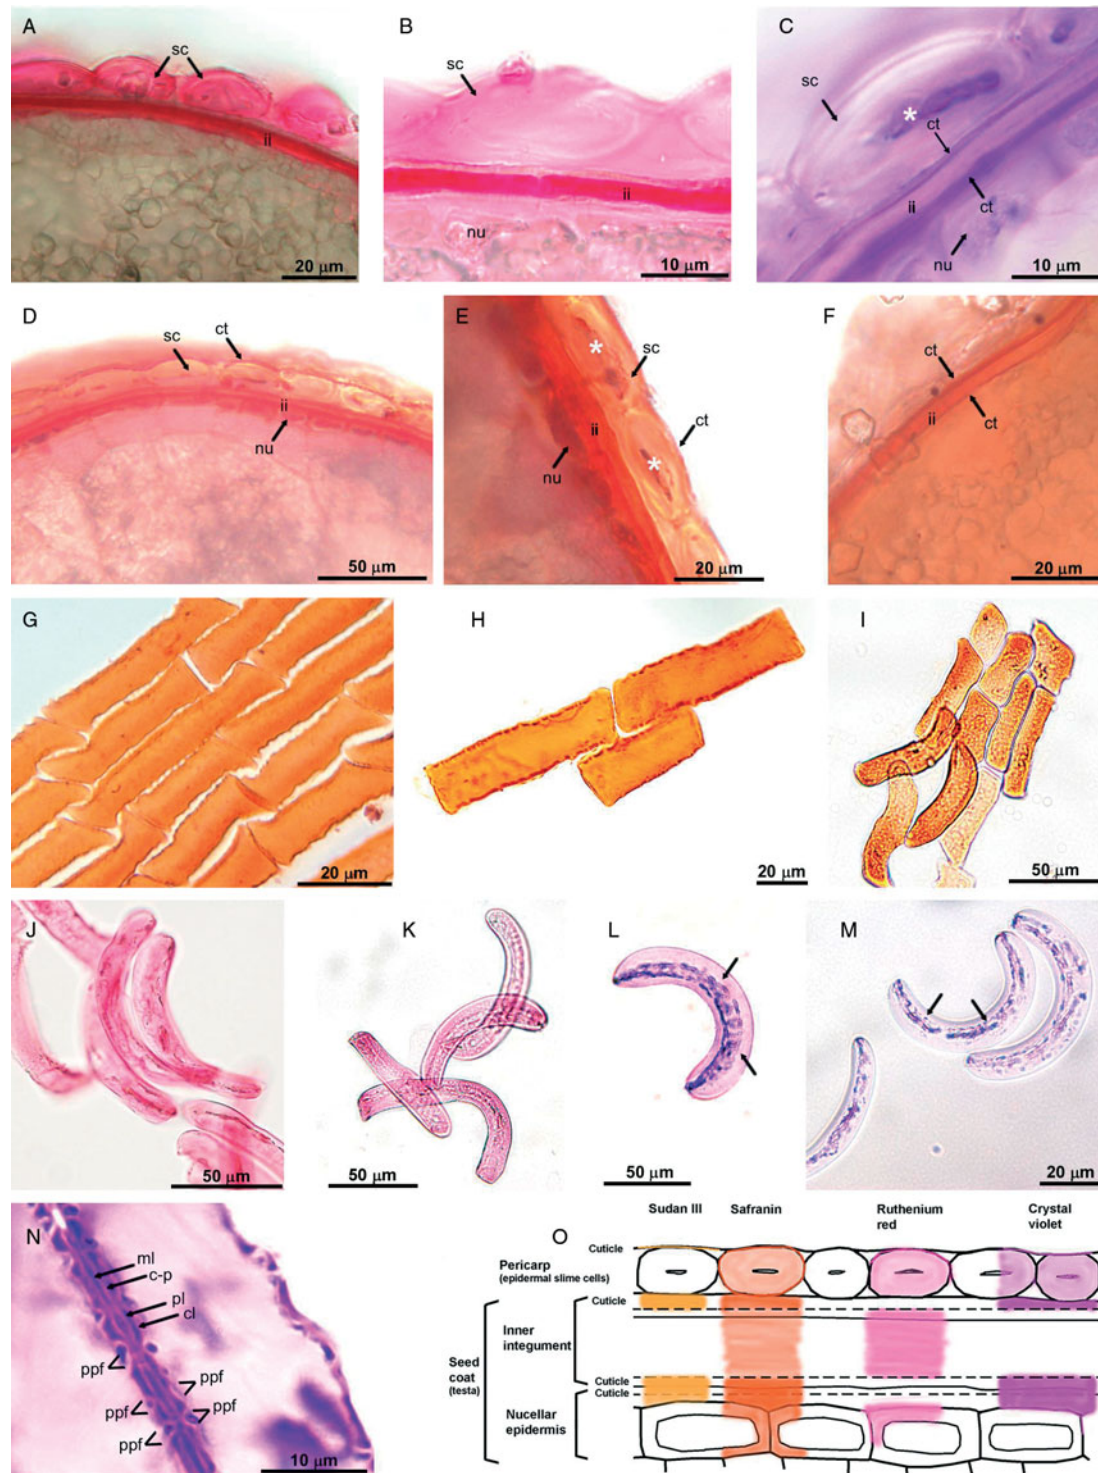 A
sc
ii
20 μm
B
sc
ii
nu
10 μm
C
sc
ct
ii
ct
nu
10 μm
D
sc
ct
ii
nu
50 μm
E
sc
ii
ct
nu
20 μm
F
ct
ii
ct
20 μm
G
20 μm
H
20 μm
I
50 μm
J
50 μm
K
50 μm
L
50 μm
M
20 μm
N
ml
c-p
pl
cl
ppf
ppf
ppf
ppf
ppf
10 μm
O
Sudan III
Safranin
Ruthenium
red
Crystal
violet
Cuticle
Pericarp
(epidermal slime cells)
Cuticle
Inner
integument
Seed
coat
(testa)
Cuticle
Cuticle
Nucellar
epidermis